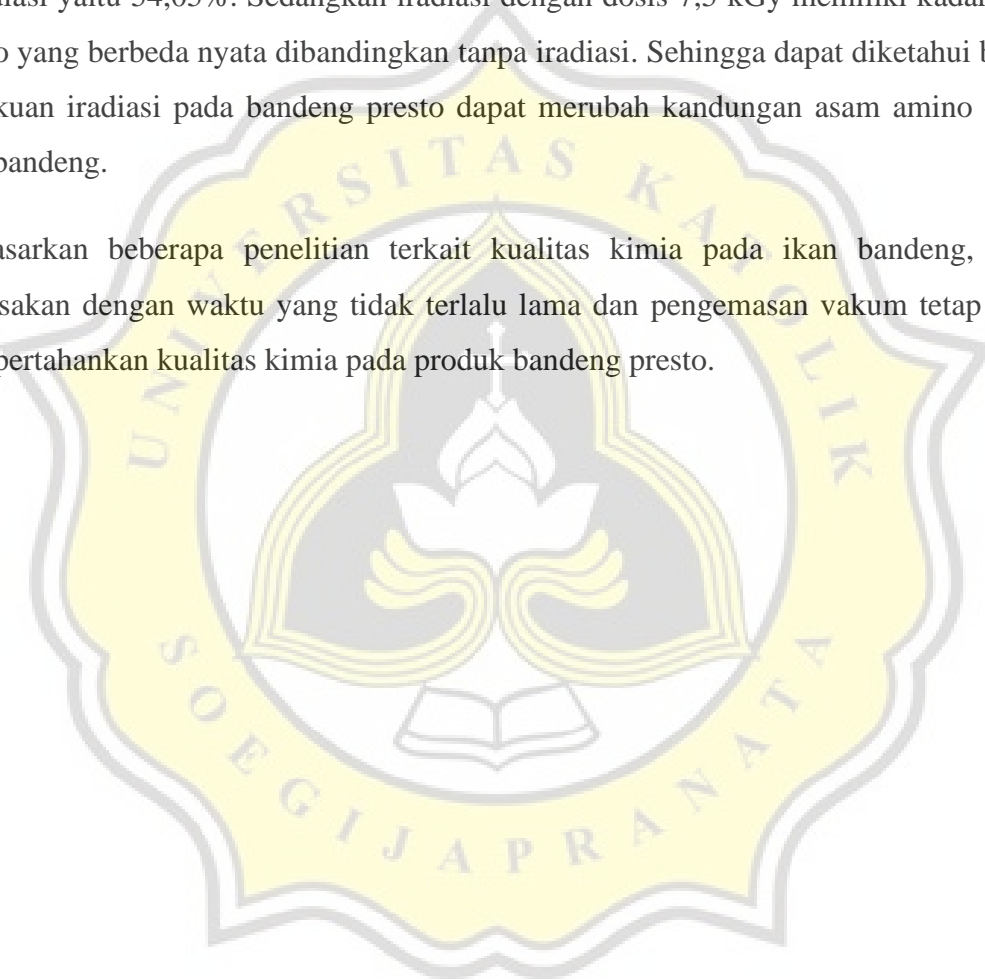 diasi yaitu 54,05%. Sedangkan iradiasi dengan dosis 7,5 kGy memiliki kadar
o yang berbeda nyata dibandingkan tanpa iradiasi. Sehingga dapat diketahui b
kuan iradiasi pada bandeng presto dapat merubah kandungan asam amino
bandeng.
asarkan beberapa penelitian terkait kualitas kimia pada ikan bandeng,
sakan dengan waktu yang tidak terlalu lama dan pengemasan vakum tetap
pertahankan kualitas kimia pada produk bandeng presto.
UNIVERSITAS KATOLIK
SOEGIJAPRANATA